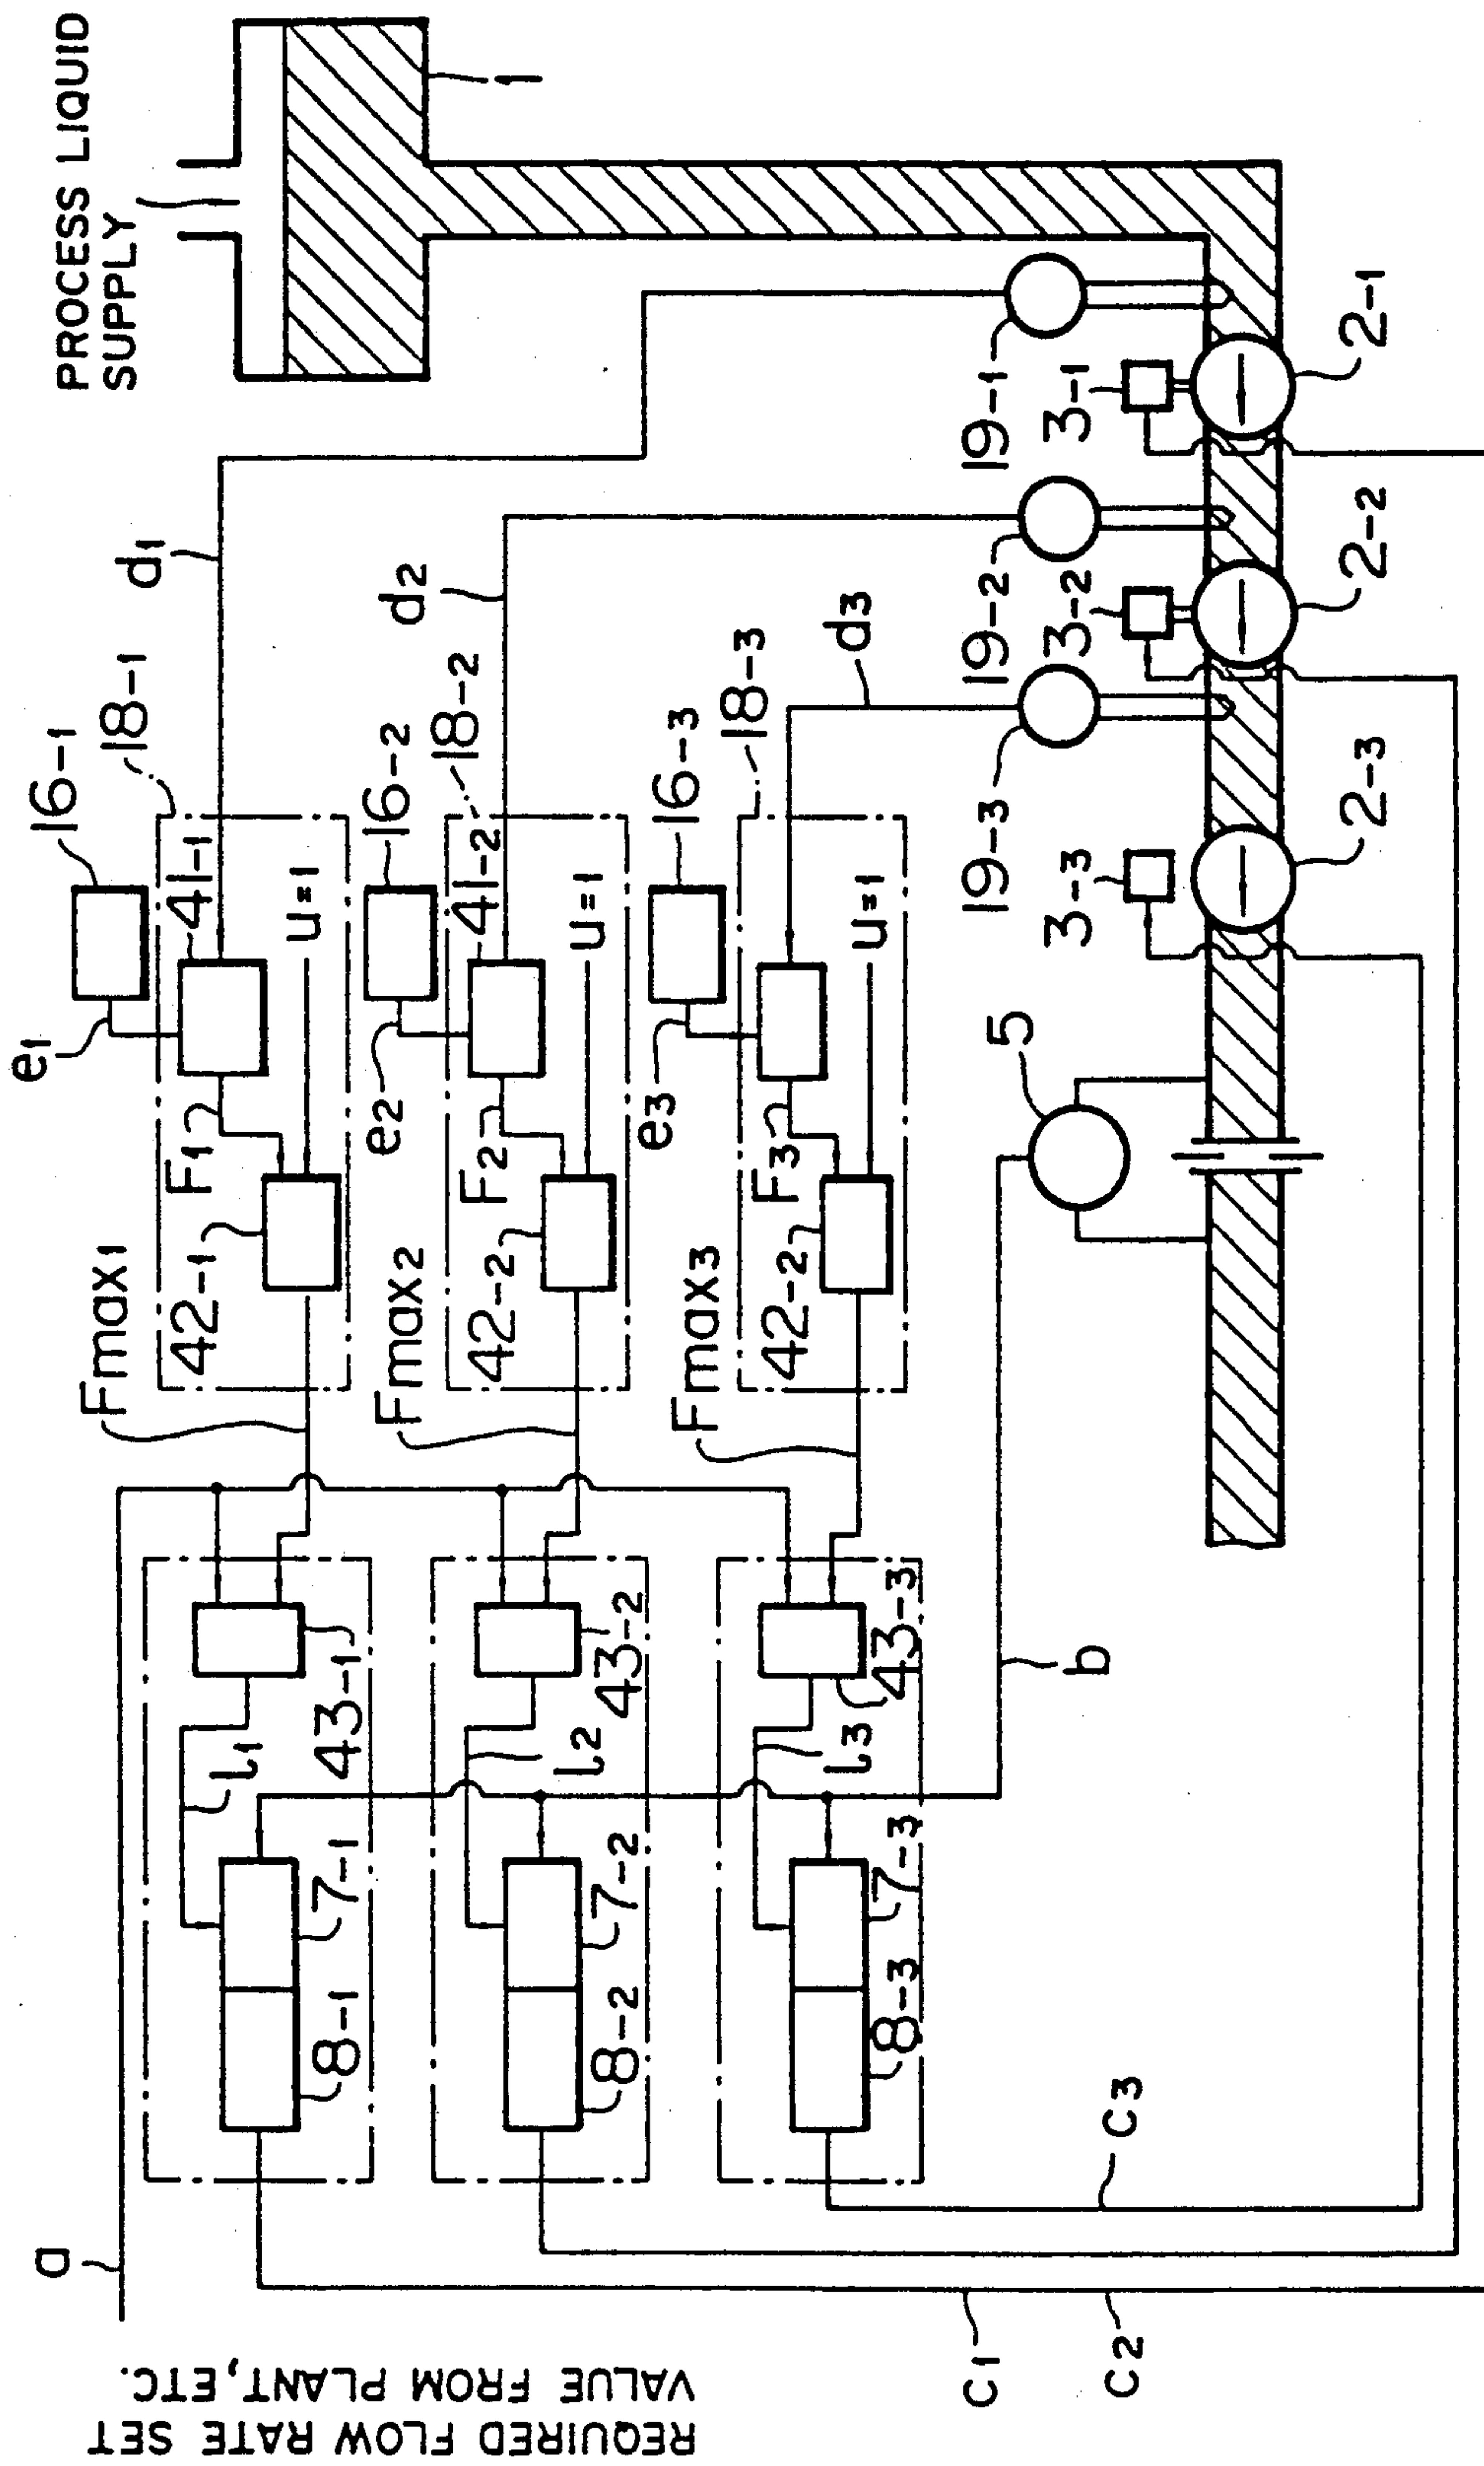 PROCESS LIQUID
SUPPLY
1
d1
d2
d3
16-1
18-1
16-2
18-2
16-3
18-3
41-1
41-2
u=1
u=1
u=1
e1
e2
e3
F1
F2
F3
42-1
42-2
42-2
Fmax1
Fmax2
Fmax3
19-1
3-1
2-1
19-2
3-2
2-2
19-3
3-3
2-3
5
43-1
43-2
43-3
l1
l2
l3
b
7-1
7-2
7-3
8-1
8-2
8-3
a
c1
c2
c3
REQUIRED FLOW RATE SET
VALUE FROM PLANT, ETC.